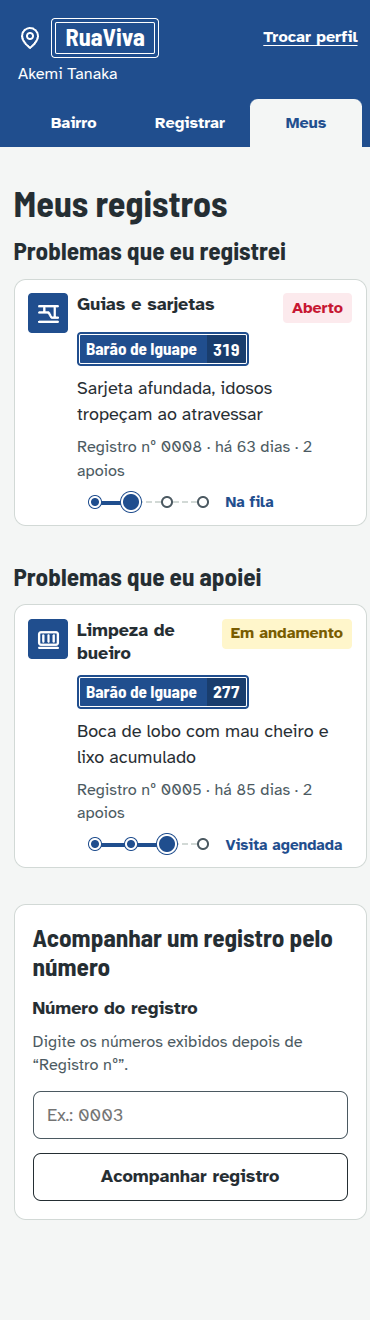 RuaViva
Trocar perfil
Akemi Tanaka
Bairro
Registrar
Meus
Meus registros
Problemas que eu registrei
Guias e sarjetas
Aberto
Barão de Iguape 319
Sarjeta afundada, idosos
tropeçam ao atravessar
Registro nº 0008 · há 63 dias · 2
apoios
Na fila
Problemas que eu apoiei
Limpeza de
bueiro
Em andamento
Barão de Iguape 277
Boca de lobo com mau cheiro e
lixo acumulado
Registro nº 0005 · há 85 dias · 2
apoios
Visita agendada
Acompanhar um registro pelo
número
Número do registro
Digite os números exibidos depois de
“Registro nº”.
Ex.: 0003
Acompanhar registro